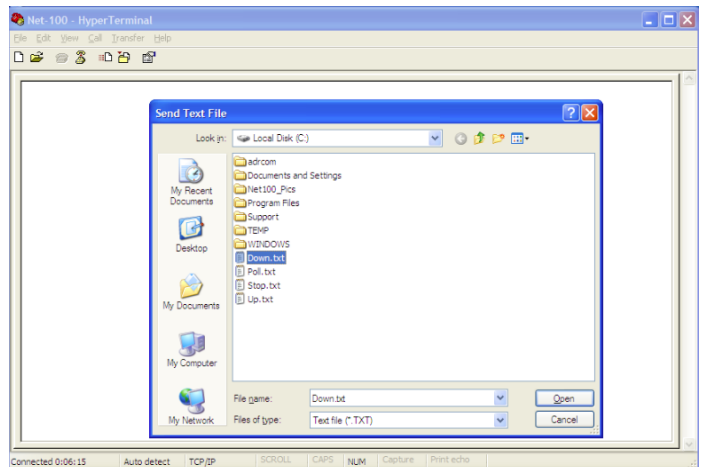 Net-100 - HyperTerminal
File Edit View Call Transfer Help
Send Text File
Look in: Local Disk (C:)
My Recent Documents
Desktop
My Documents
My Computer
My Network
adrcom
Documents and Settings
Net100_Pics
Program Files
Support
TEMP
WINDOWS
Down.txt
Poll.txt
Stop.txt
Up.txt
File name: Down.txt Open
Files of type: Text file (*.TXT) Cancel
Connected 0:06:15 Auto detect TCP/IP SCROLL CAPS NUM Capture Print echo